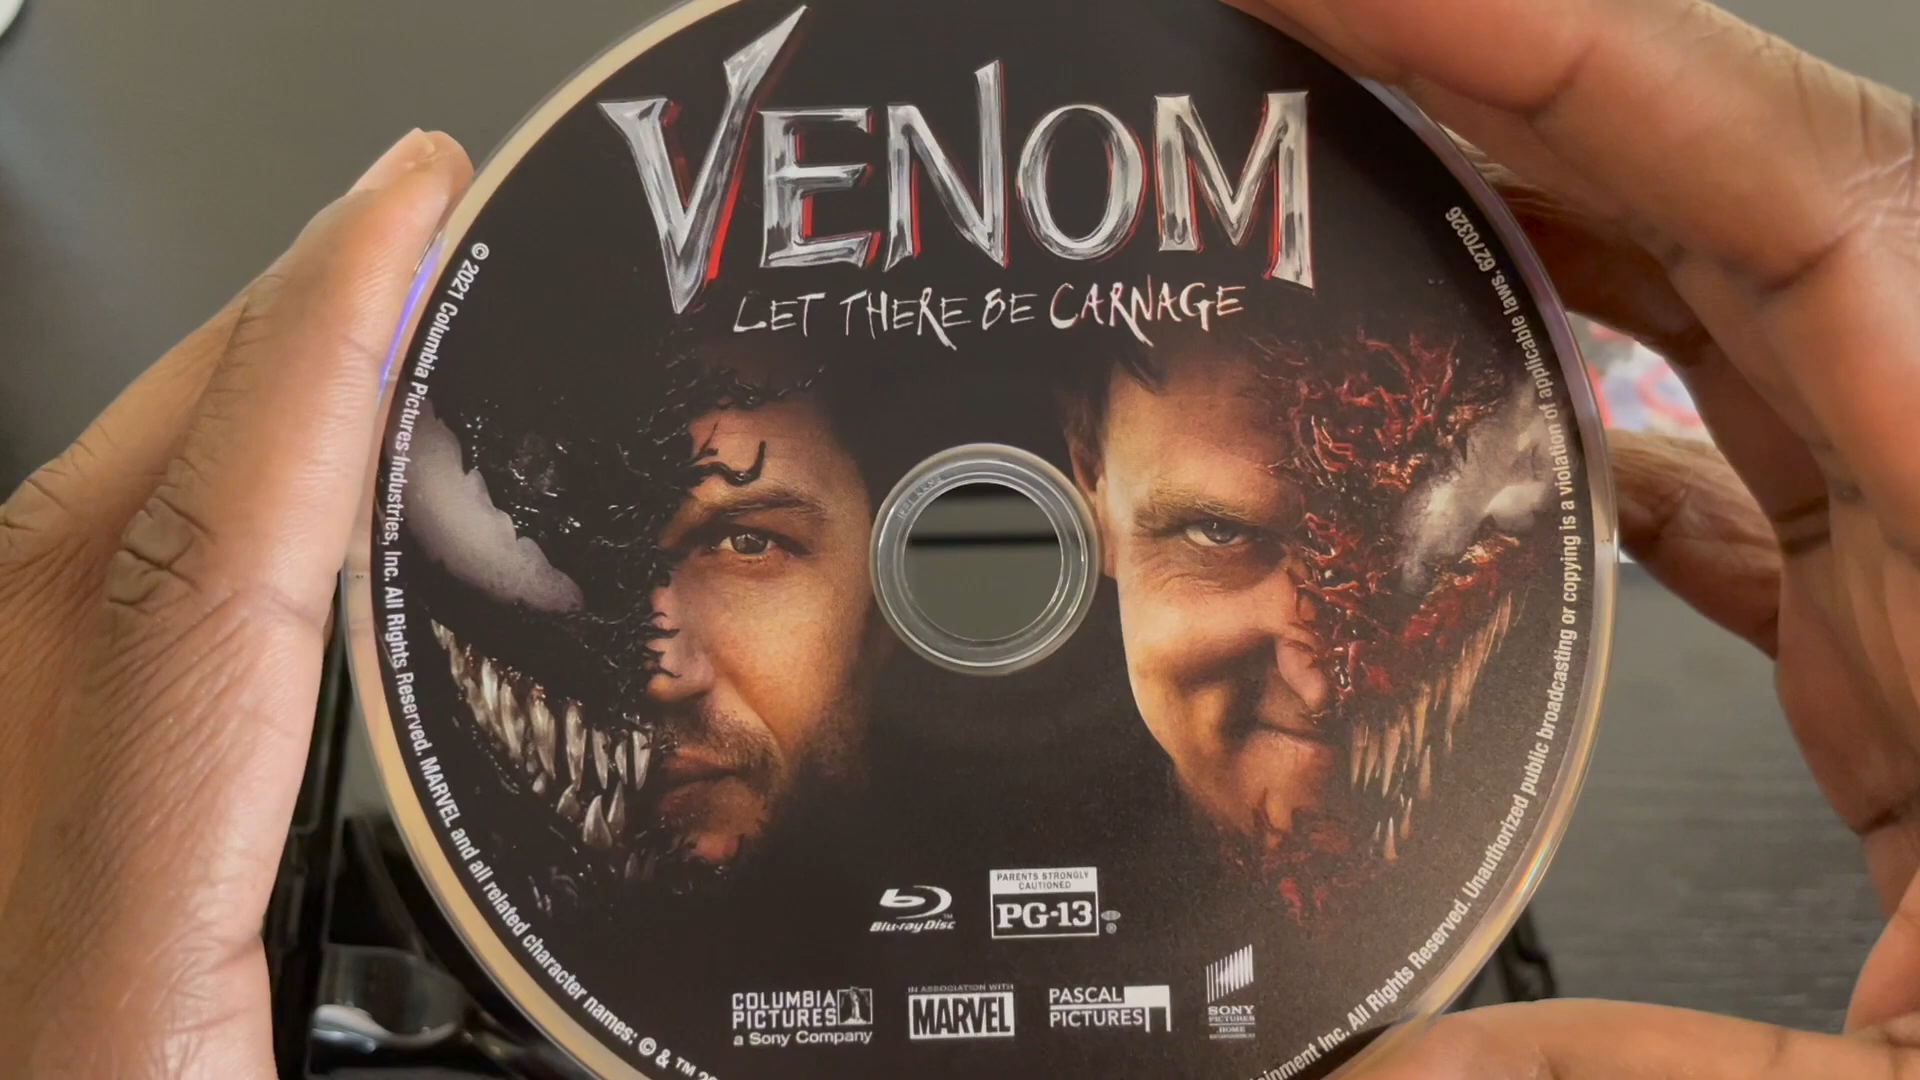 VENOM
LET THERE BE CARNAGE
© 2021 Columbia Pictures Industries, Inc. All Rights Reserved. MARVEL and all related character names: © & ™
ainment Inc. All Rights Reserved. Unauthorized public broadcasting or copying is a violation of applicable laws. 6270326
Blu-ray Disc™
PARENTS STRONGLY
CAUTIONED
PG-13
®
COLUMBIA
PICTURES
a Sony Company
IN ASSOCIATION WITH
MARVEL
PASCAL
PICTURES
SONY
PICTURES
HOME